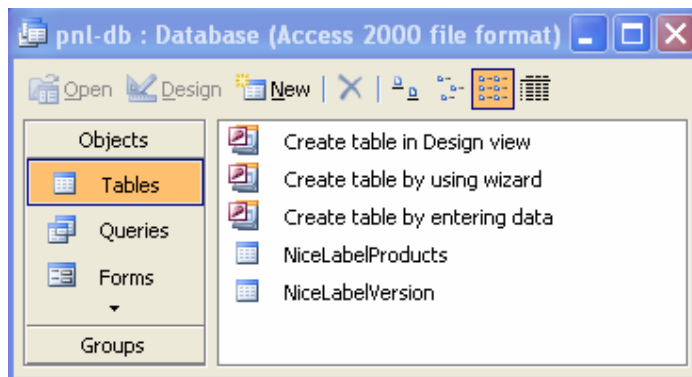 pnl-db : Database (Access 2000 file format)
Open Design New
Objects
Tables
Queries
Forms
Groups
Create table in Design view
Create table by using wizard
Create table by entering data
NiceLabelProducts
NiceLabelVersion